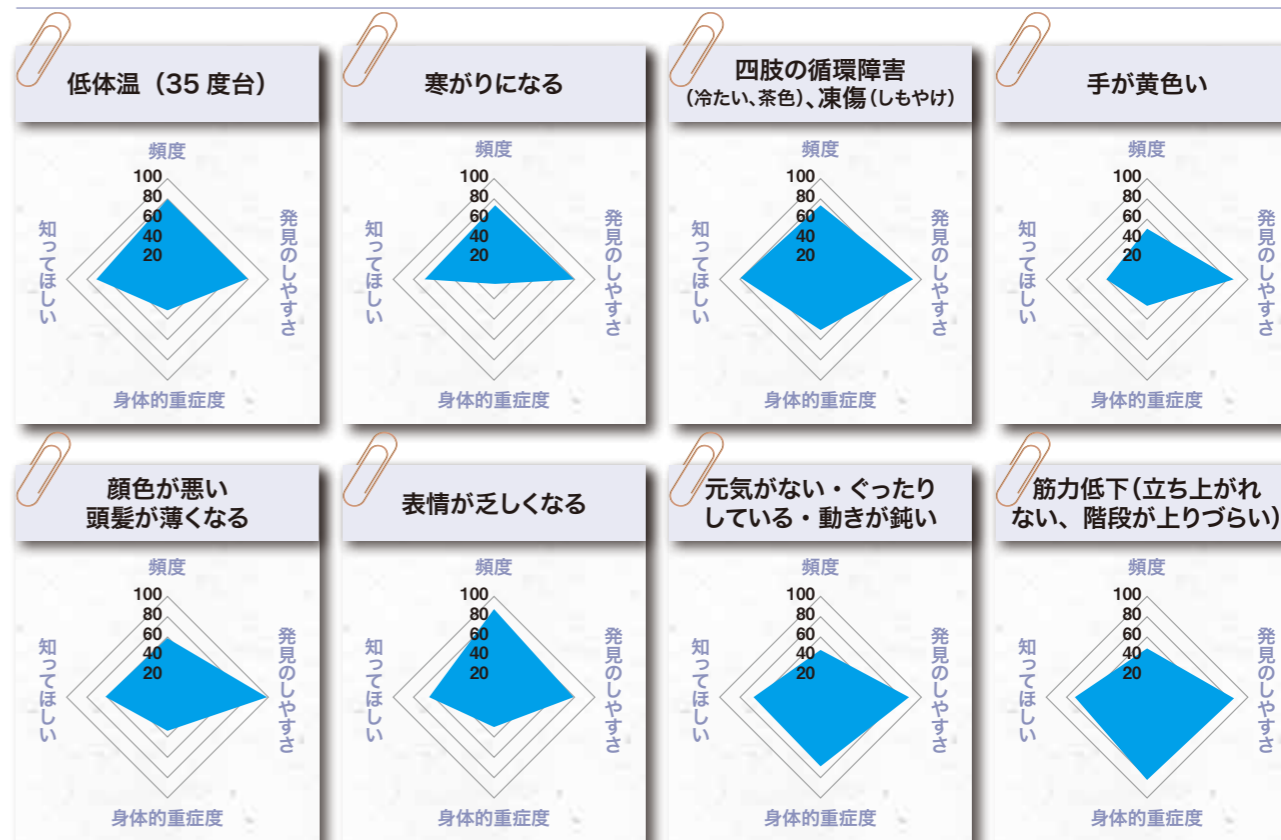 低体温（35 度台）
頻度
100
80
60
40
20
発見のしやすさ
知ってほしい
身体的重症度
寒がりになる
頻度
100
80
60
40
20
発見のしやすさ
知ってほしい
身体的重症度
四肢の循環障害
（冷たい、茶色）、凍傷（しもやけ）
頻度
100
80
60
40
20
発見のしやすさ
知ってほしい
身体的重症度
手が黄色い
頻度
100
80
60
40
20
発見のしやすさ
知ってほしい
身体的重症度
顔色が悪い
頭髪が薄くなる
頻度
100
80
60
40
20
発見のしやすさ
知ってほしい
身体的重症度
表情が乏しくなる
頻度
100
80
60
40
20
発見のしやすさ
知ってほしい
身体的重症度
元気がない・ぐったり
している・動きが鈍い
頻度
100
80
60
40
20
発見のしやすさ
知ってほしい
身体的重症度
筋力低下（立ち上がれ
ない、階段が上りづらい）
頻度
100
80
60
40
20
発見のしやすさ
知ってほしい
身体的重症度